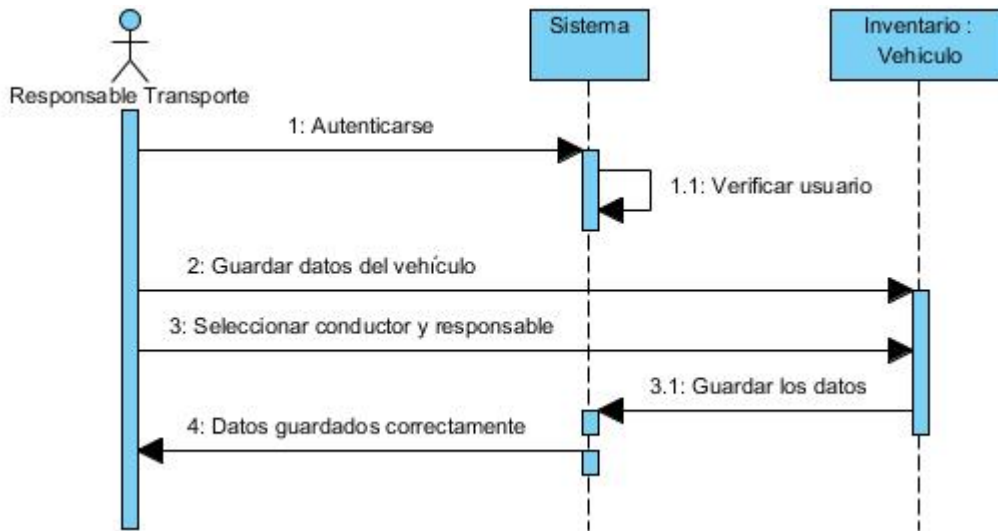 Sistema
Inventario :
Vehiculo
Responsable Transporte
1: Autenticarse
1.1: Verificar usuario
2: Guardar datos del vehículo
3: Seleccionar conductor y responsable
3.1: Guardar los datos
4: Datos guardados correctamente